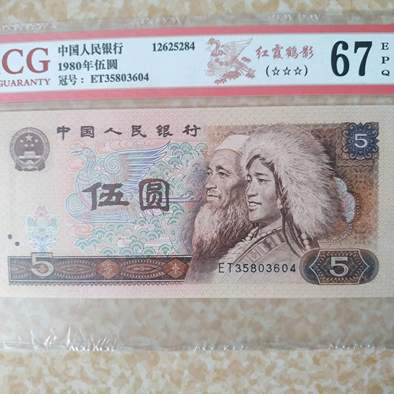 CG 中国人民银行 12625284 红霞鹤影 67 E P Q
GUARANTY 1980年伍圆 (☆☆☆)
冠号: ET35803604
中国人民银行 5
伍圆
ET35803604
5 5